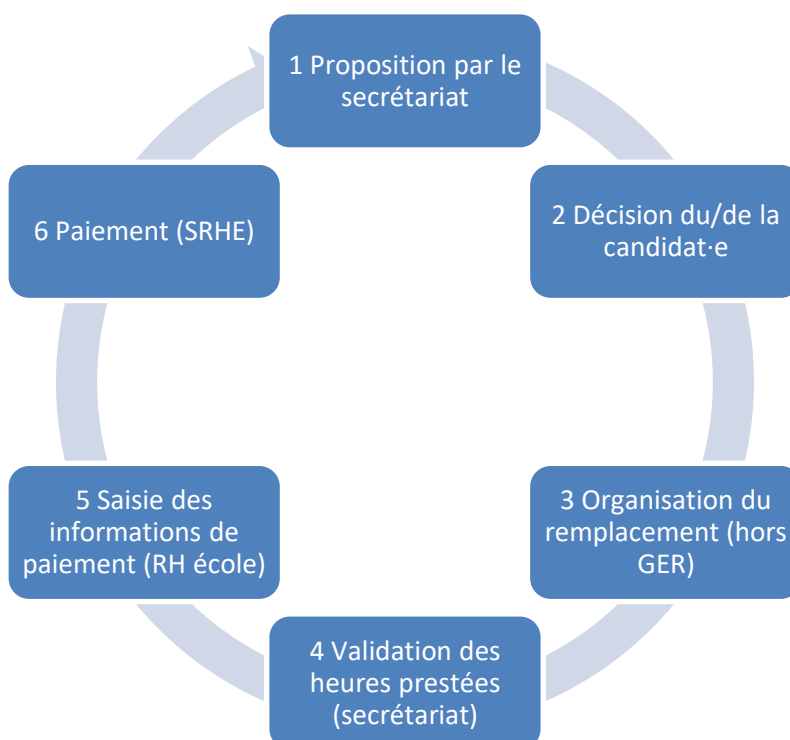 1 Proposition par le
secrétariat
2 Décision du/de la
candidat·e
3 Organisation du
remplacement (hors
GER)
4 Validation des
heures prestées
(secrétariat)
5 Saisie des
informations de
paiement (RH école)
6 Paiement (SRHE)